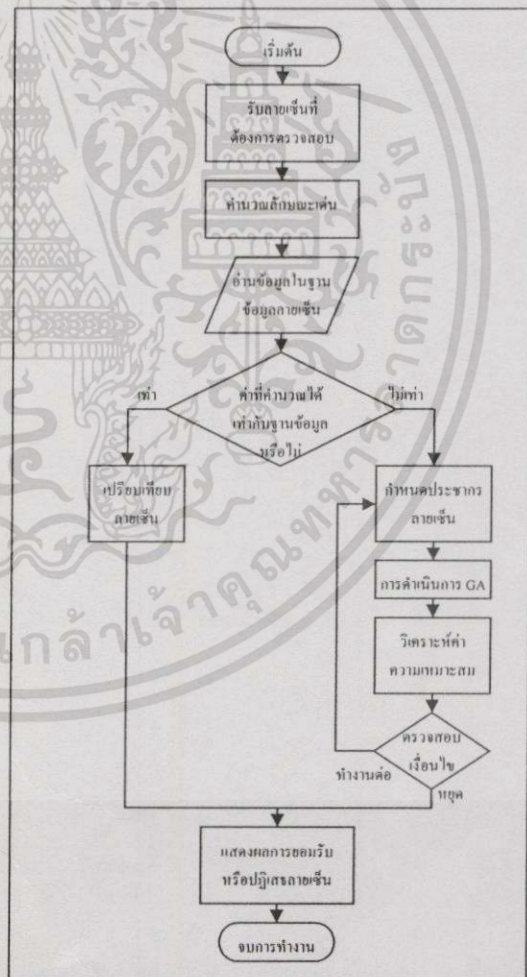 เริ่มต้น
รับลายเซ็นที่
ต้องการตรวจสอบ
คำนวณลักษณะเด่น
อ่านข้อมูลในฐาน
ข้อมูลลายเซ็น
ค่าที่คำนวณได้
เท่ากับฐานข้อมูล
หรือไม่
เท่า
ไม่เท่า
เปรียบเทียบ
ลายเซ็น
กำหนดประชากร
ลายเซ็น
การดำเนินการ GA
วิเคราะห์ค่า
ความเหมาะสม
ตรวจสอบ
เงื่อนไข
ทำงานต่อ
หยุด
แสดงผลการยอมรับ
หรือปฏิเสธลายเซ็น
จบการทำงาน